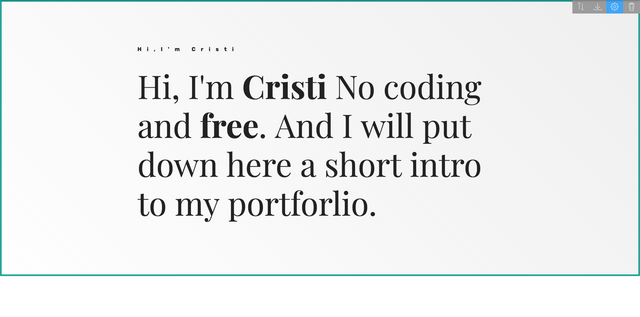 Hi, I'm Cristi
Hi, I'm Cristi No coding
and free. And I will put
down here a short intro
to my portforlio.